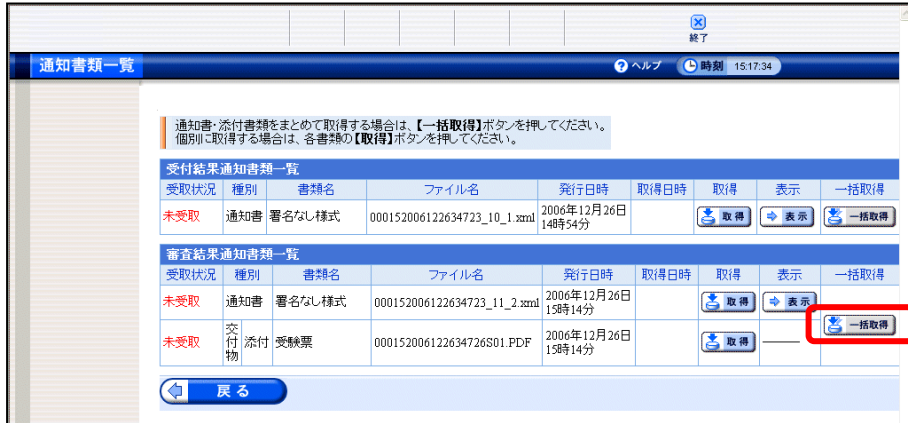 終了
通知書類一覧
ヘルプ 時刻 15:17:34
通知書・添付書類をまとめて取得する場合は、【一括取得】ボタンを押してください。
個別に取得する場合は、各書類の【取得】ボタンを押してください。
受付結果通知書類一覧
受取状況 種別 書類名 ファイル名 発行日時 取得日時 取得 表示 一括取得
未受取 通知書 署名なし様式 000152006122634723_10_1.xml 2006年12月26日 取得 表示 一括取得
14時54分
審査結果通知書類一覧
受取状況 種別 書類名 ファイル名 発行日時 取得日時 取得 表示 一括取得
未受取 通知書 署名なし様式 000152006122634723_11_2.xml 2006年12月26日 取得 表示
15時14分
一括取得
未受取 交付物 添付 受験票 000152006122634726S01.PDF 2006年12月26日 取得
15時14分
戻る